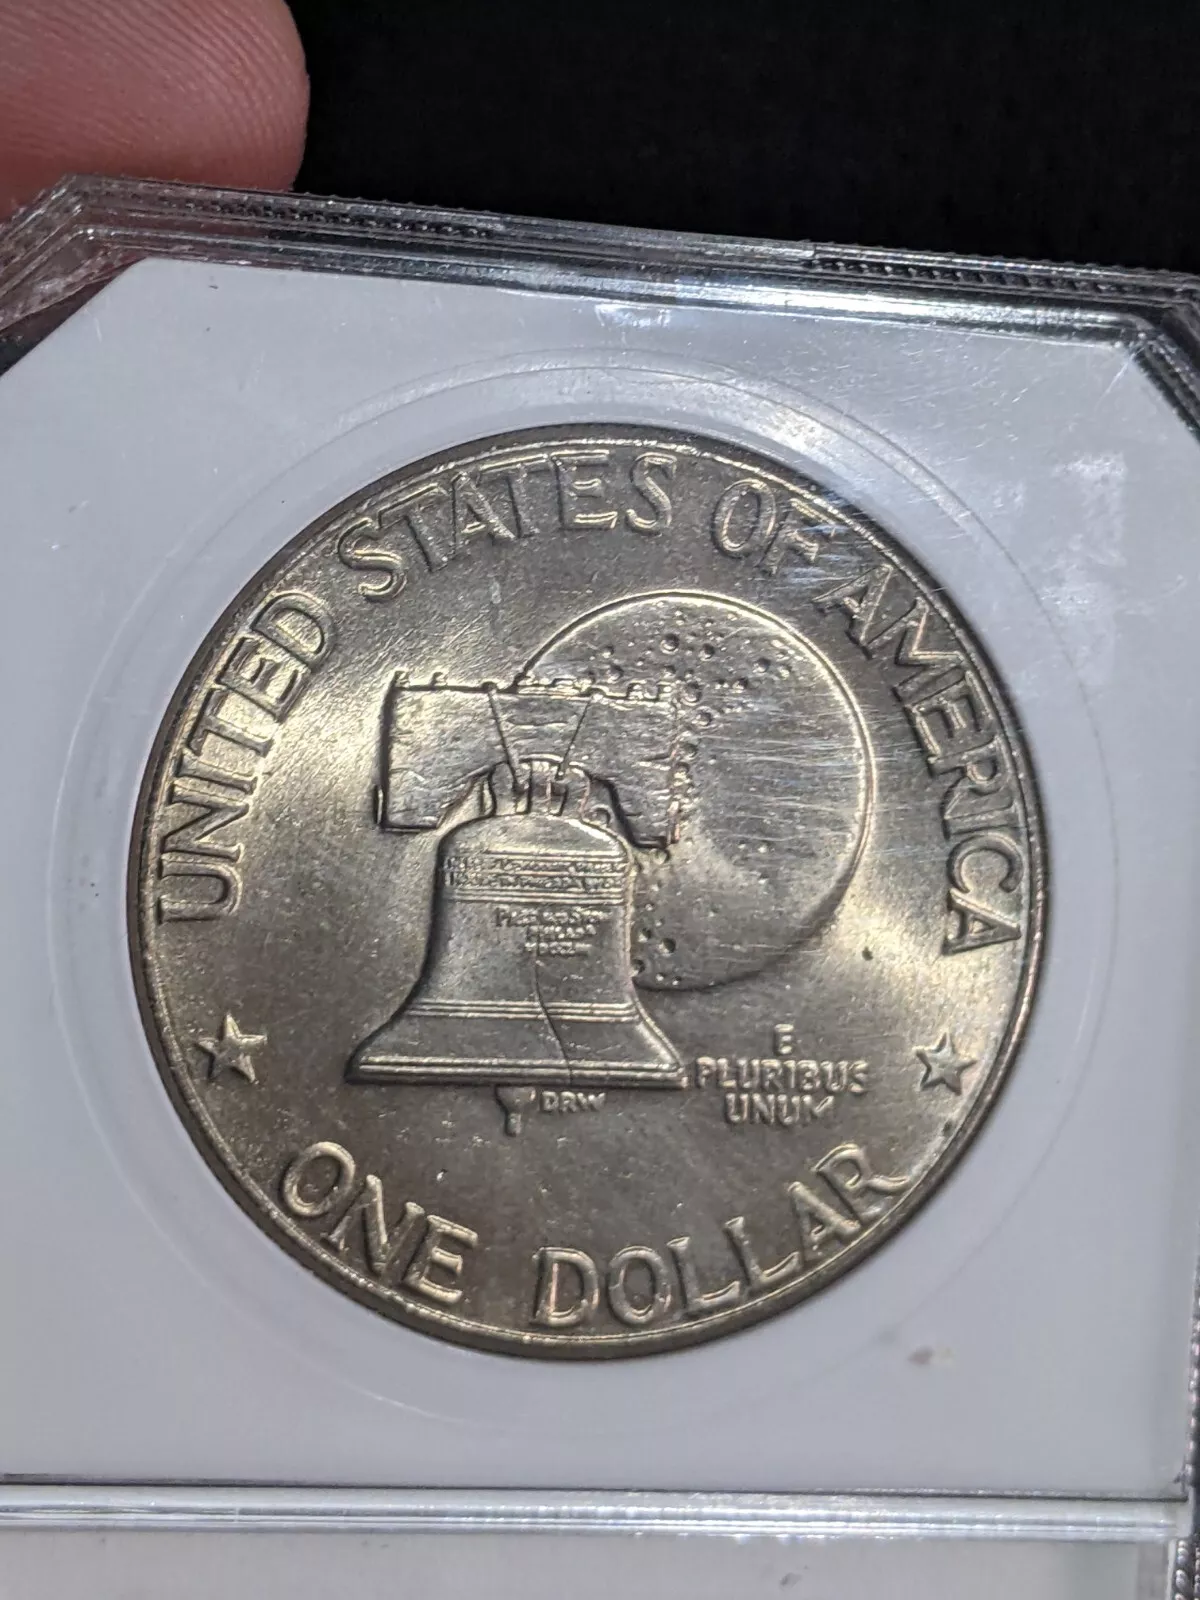 UNITED STATES OF AMERICA
DRW
E
PLURIBUS
UNUM
ONE DOLLAR